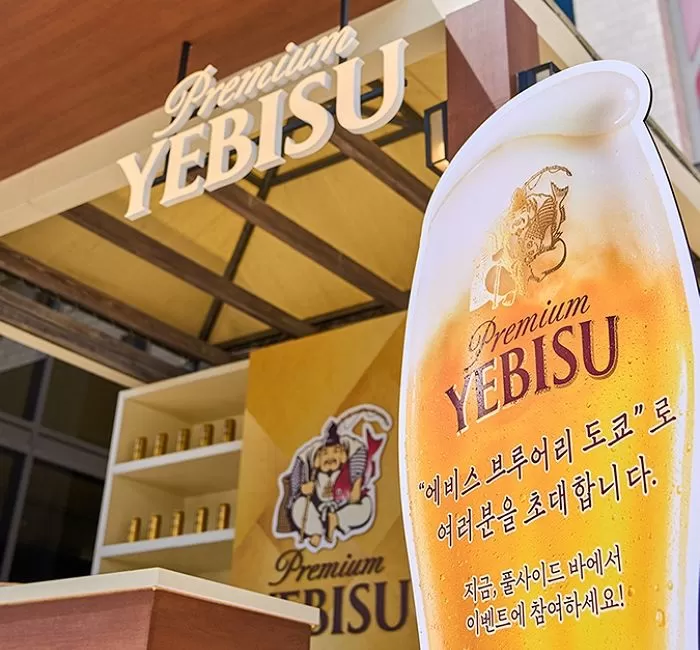 Premium
YEBISU
Premium
YEBISU
"에비스 브루어리 도쿄"로
여러분을 초대합니다.
지금, 풀사이드 바에서
이벤트에 참여하세요!
Premium
YEBISU